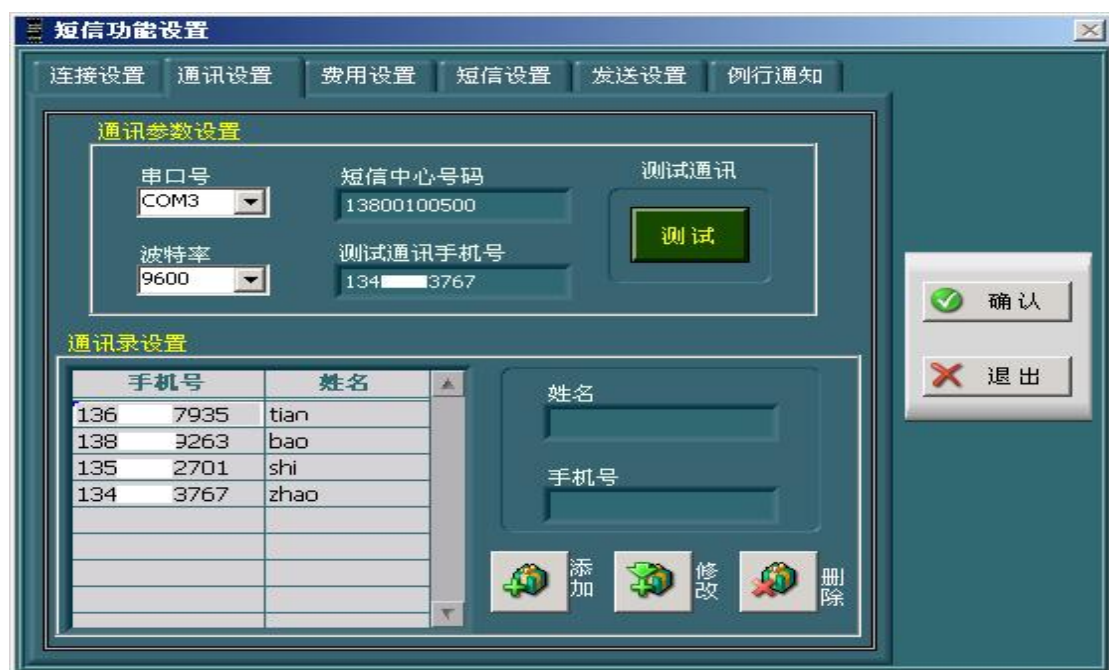 短信功能设置
连接设置 通讯设置 费用设置 短信设置 发送设置 例行通知
通讯参数设置
串口号 短信中心号码 测试通讯
COM3 13800100500
测试
波特率 测试通讯手机号
9600 134 3767
确认
退出
通讯录设置
手机号 姓名
136 7935 tian
138 9263 bao
135 2701 shi
134 3767 zhao
姓名
手机号
添加 修改 删除